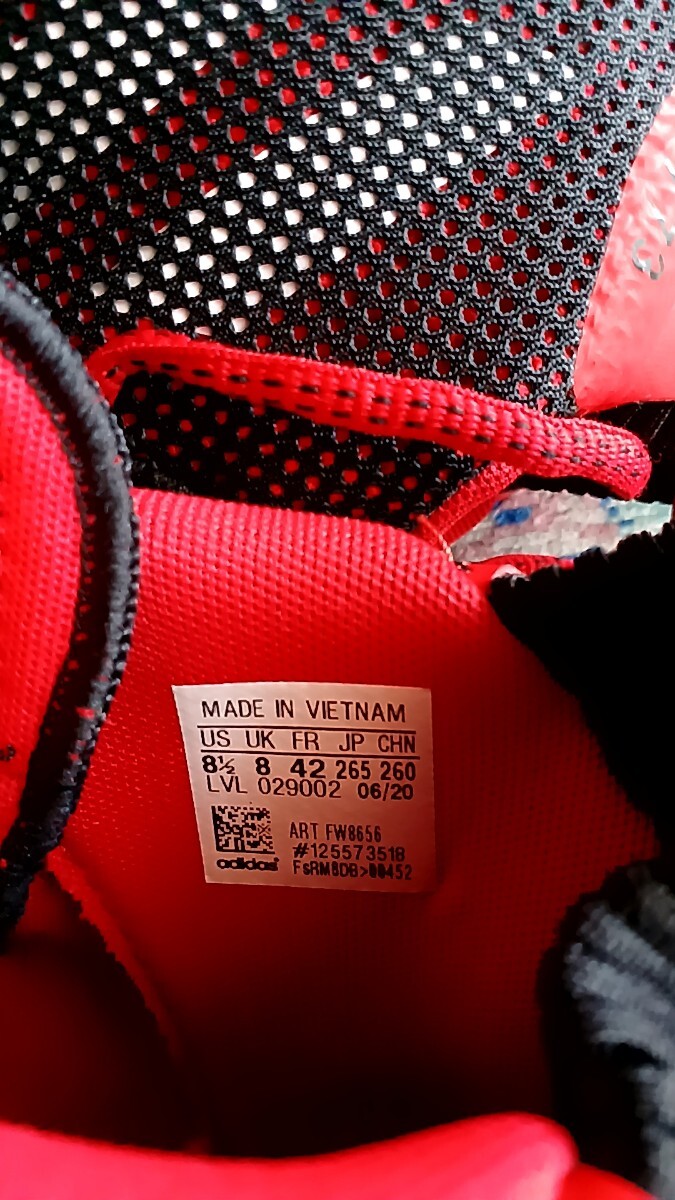 MADE IN VIETNAM
US UK FR JP CHN
8½ 8 42 265 260
LVL 029002 06/20
ART FW8656
#125573518
adidas FsRM8DB>00452